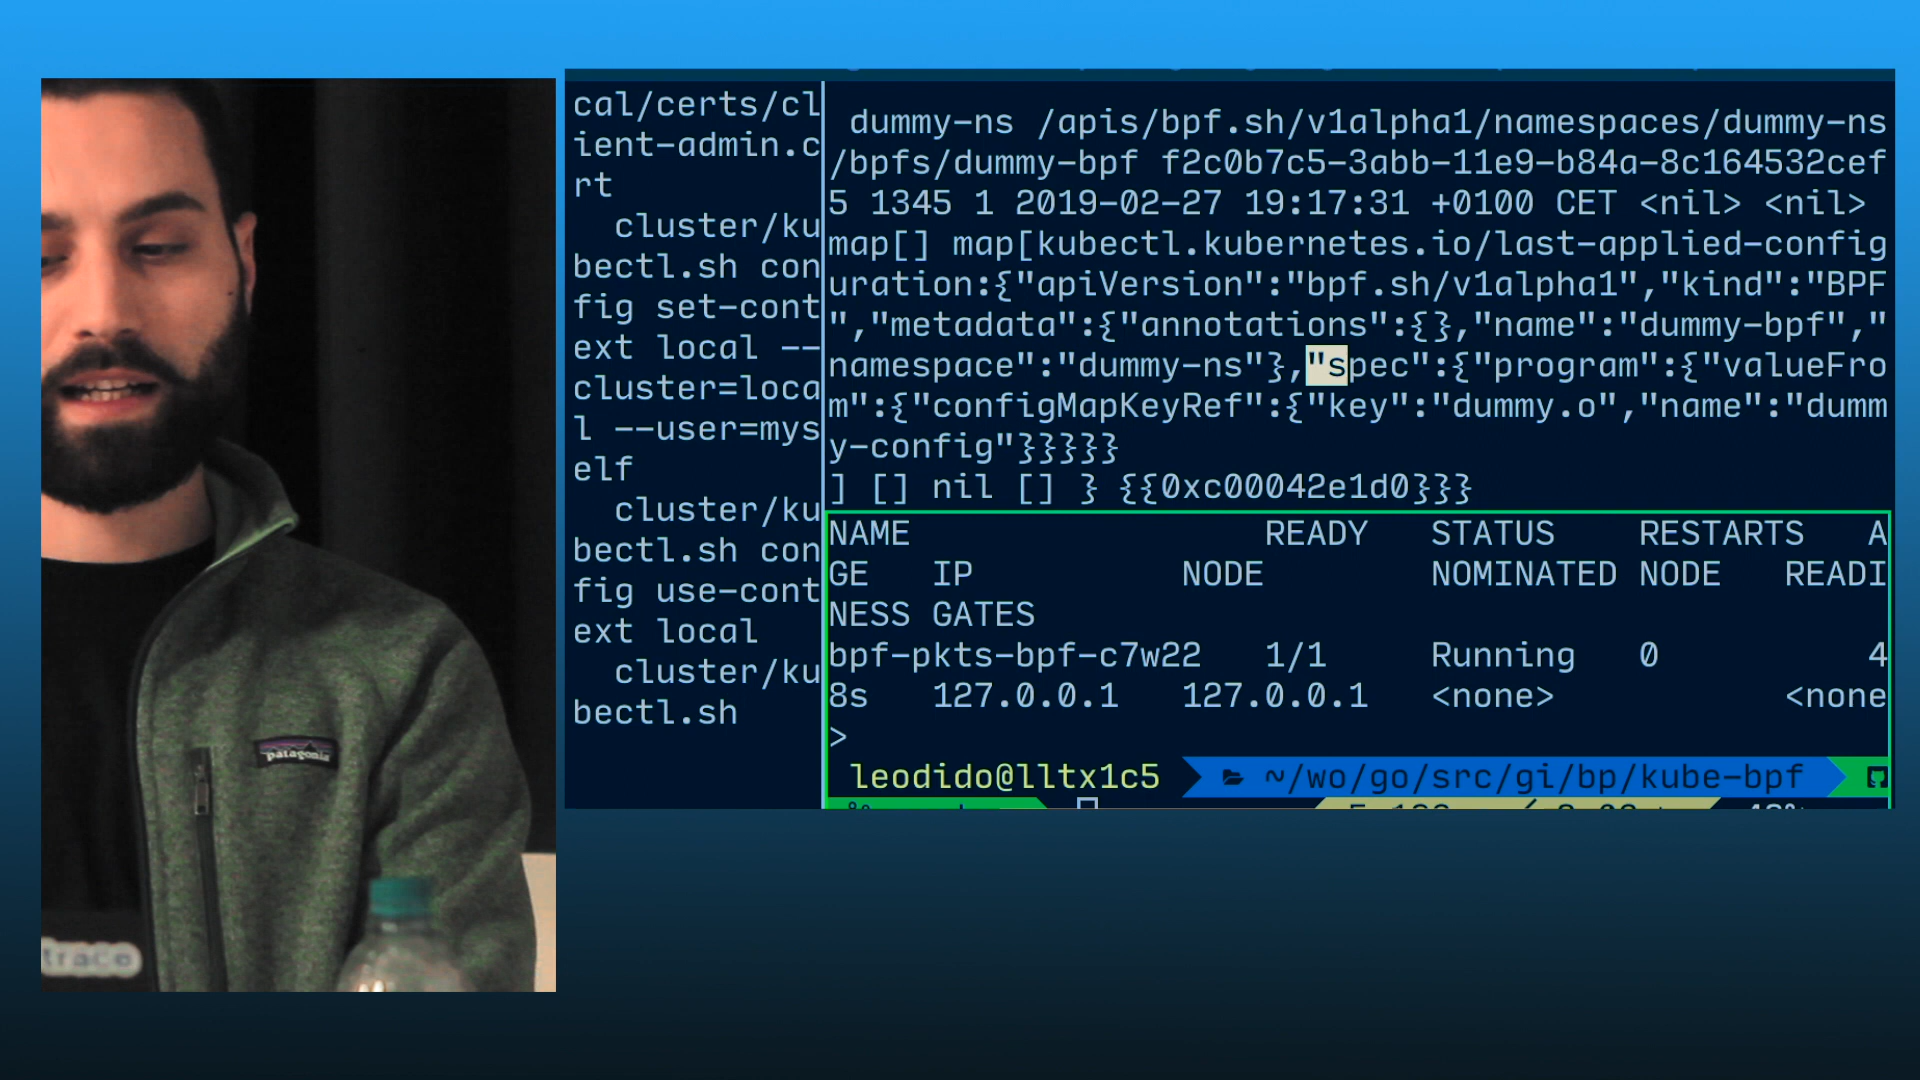 cal/certs/cl
ient-admin.c
rt
cluster/ku
bectl.sh con
fig set-cont
ext local --
cluster=loca
l --user=mys
elf
cluster/ku
bectl.sh con
fig use-cont
ext local
cluster/ku
bectl.sh
dummy-ns /apis/bpf.sh/v1alpha1/namespaces/dummy-ns
/bpfs/dummy-bpf f2c0b7c5-3abb-11e9-b84a-8c164532cef
5 1345 1 2019-02-27 19:17:31 +0100 CET <nil> <nil>
map[] map[kubectl.kubernetes.io/last-applied-config
uration:{"apiVersion":"bpf.sh/v1alpha1","kind":"BPF
","metadata":{"annotations":{},"name":"dummy-bpf","
namespace":"dummy-ns"},"spec":{"program":{"valueFro
m":{"configMapKeyRef":{"key":"dummy.o","name":"dumm
y-config"}}}}}
] [] nil [] } {{0xc00042e1d0}}}
NAME READY STATUS RESTARTS A
GE IP NODE NOMINATED NODE READI
NESS GATES
bpf-pkts-bpf-c7w22 1/1 Running 0 4
8s 127.0.0.1 127.0.0.1 <none> <none
>
leodido@lltx1c5 ~/wo/go/src/gi/bp/kube-bpf
patagonia
trace